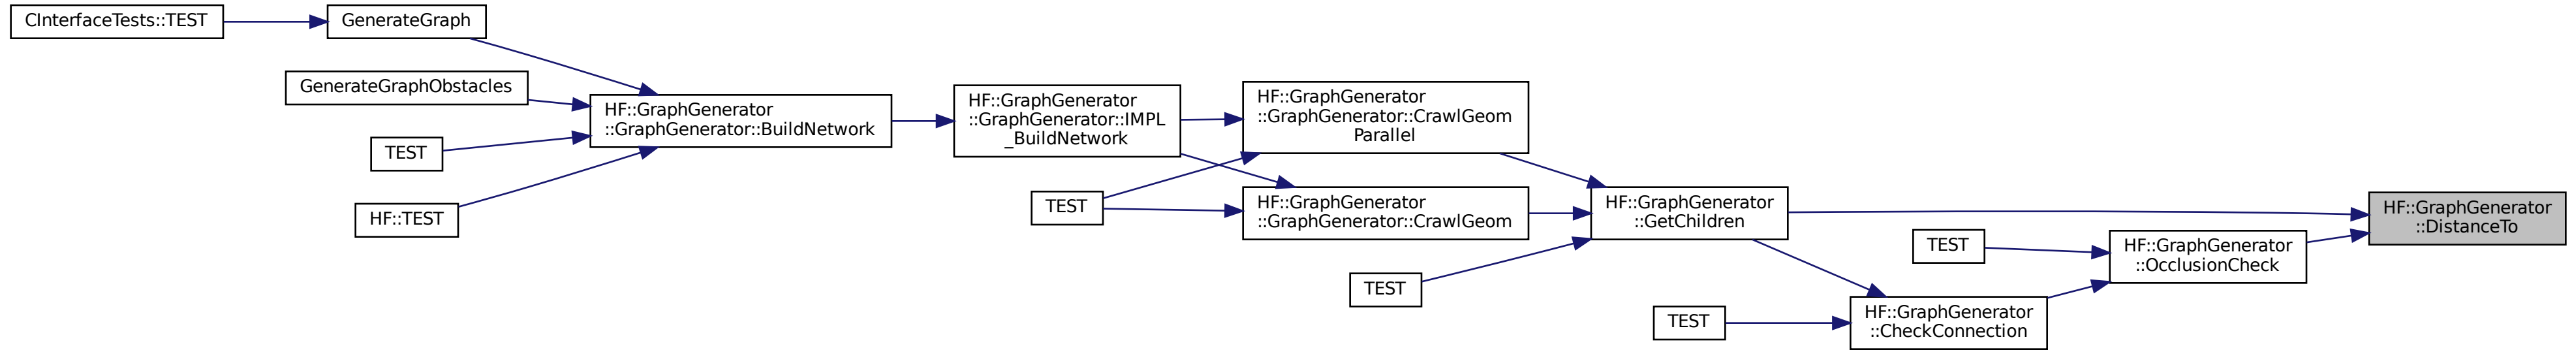 CInterfaceTests::TEST
GenerateGraph
GenerateGraphObstacles
TEST
HF::TEST
HF::GraphGenerator
::GraphGenerator::BuildNetwork
HF::GraphGenerator
::GraphGenerator::IMPL
_BuildNetwork
TEST
HF::GraphGenerator
::GraphGenerator::CrawlGeom
Parallel
HF::GraphGenerator
::GraphGenerator::CrawlGeom
TEST
HF::GraphGenerator
::GetChildren
TEST
TEST
HF::GraphGenerator
::CheckConnection
HF::GraphGenerator
::OcclusionCheck
HF::GraphGenerator
::DistanceTo